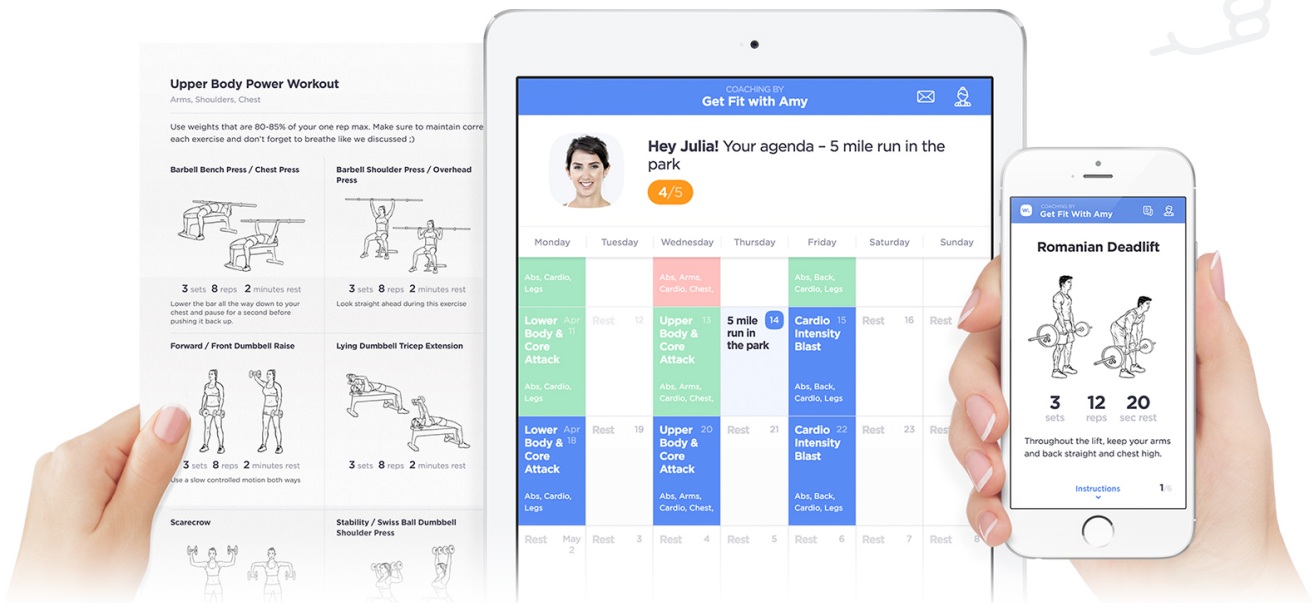 Upper Body Power Workout
Arms, Shoulders, Chest
Use weights that are 80-85% of your one rep max. Make sure to maintain
each exercise and don't forget to breathe like we discussed ;)
Barbell Bench Press / Chest Press
3 sets 8 reps 2 minutes rest
Lower the bar all the way down to your
chest and pause for a second before
pushing it back up.
Barbell Shoulder Press / Overhead
Press
3 sets 8 reps 2 minutes rest
Look straight ahead during this exercise
Forward / Front Dumbbell Raise
3 sets 8 reps 2 minutes rest
Use a slow controlled motion both ways
Lying Dumbbell Tricep Extension
3 sets 8 reps 2 minutes rest
Scarecrow
Stability / Swiss Ball Dumbbell
Shoulder Press
COACHING BY
Get Fit with Amy
Hey Julia! Your agenda – 5 mile run in the
park
4/5
Monday Tuesday Wednesday Thursday Friday Saturday Sunday
Abs, Cardio,
Legs
Abs, Arms,
Cardio, Chest,
Abs, Back,
Cardio, Legs
Lower Apr
Body & 11
Core
Attack
Abs, Cardio,
Legs
Rest 12
Upper 13
Body &
Core
Attack
Abs, Arms,
Cardio, Chest,
5 mile 14
run in
the park
Cardio 15
Intensity
Blast
Abs, Back,
Cardio, Legs
Rest 16
Rest
Lower Apr
Body & 18
Core
Attack
Abs, Cardio,
Legs
Rest 19
Upper 20
Body &
Core
Attack
Abs, Arms,
Cardio, Chest,
Rest 21
Cardio 22
Intensity
Blast
Abs, Back,
Cardio, Legs
Rest 23
Rest May
2
Rest 3
Rest 4
Rest 5
Rest 6
Rest 7
Rest 8
COACHING BY
Get Fit With Amy
Romanian Deadlift
3 12 20
sets reps sec rest
Throughout the lift, keep your arms
and back straight and chest high.
Instructions